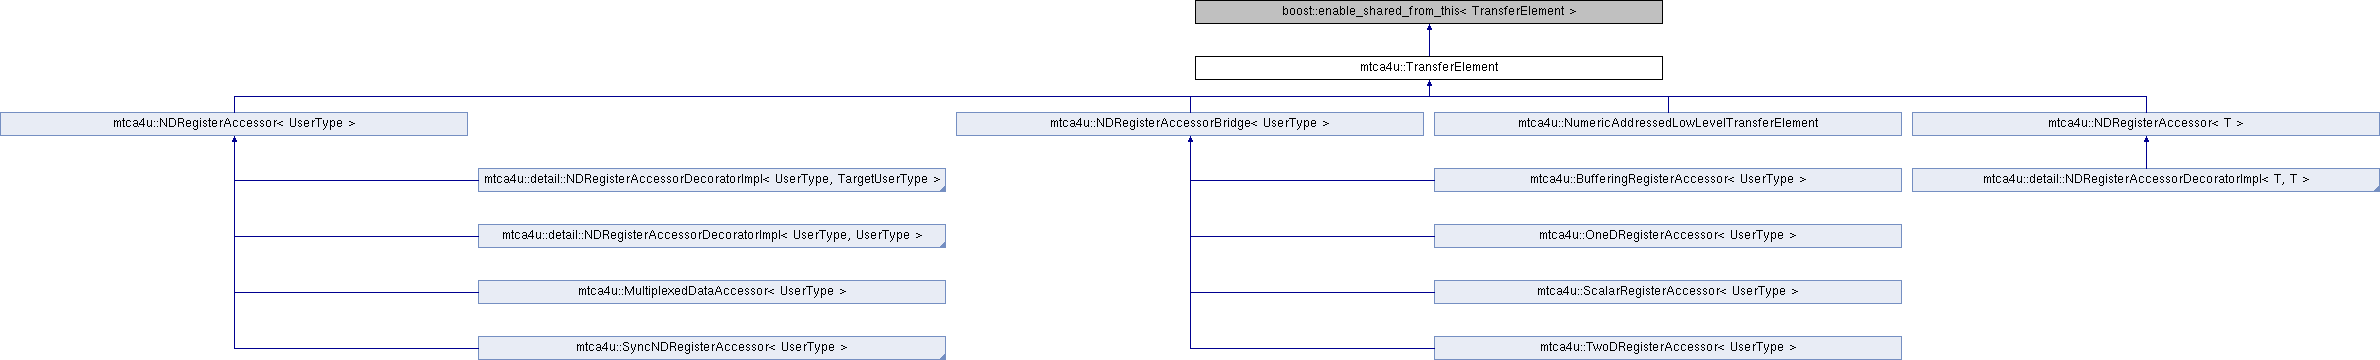 boost::enable_shared_from_this< TransferElement >
mtca4u::TransferElement
mtca4u::NDRegisterAccessor< UserType >
mtca4u::NDRegisterAccessorBridge< UserType >
mtca4u::NumericAddressedLowLevelTransferElement
mtca4u::NDRegisterAccessor< T >
mtca4u::detail::NDRegisterAccessorDecoratorImpl< UserType, TargetUserType >
mtca4u::BufferingRegisterAccessor< UserType >
mtca4u::detail::NDRegisterAccessorDecoratorImpl< T, T >
mtca4u::detail::NDRegisterAccessorDecoratorImpl< UserType, UserType >
mtca4u::OneDRegisterAccessor< UserType >
mtca4u::MultiplexedDataAccessor< UserType >
mtca4u::ScalarRegisterAccessor< UserType >
mtca4u::SyncNDRegisterAccessor< UserType >
mtca4u::TwoDRegisterAccessor< UserType >